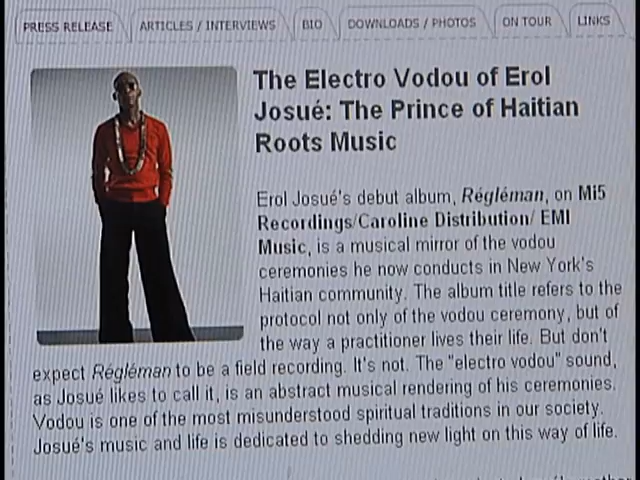 PRESS RELEASE ARTICLES / INTERVIEWS BIO DOWNLOADS / PHOTOS ON TOUR LINKS
The Electro Vodou of Erol
Josué: The Prince of Haitian
Roots Music
Erol Josué's debut album, Régléman, on Mi5
Recordings/Caroline Distribution/ EMI
Music, is a musical mirror of the vodou
ceremonies he now conducts in New York's
Haitian community. The album title refers to the
protocol not only of the vodou ceremony, but of
the way a practitioner lives their life. But don't
expect Régléman to be a field recording. It's not. The "electro vodou" sound,
as Josué likes to call it, is an abstract musical rendering of his ceremonies.
Vodou is one of the most misunderstood spiritual traditions in our society.
Josué's music and life is dedicated to shedding new light on this way of life.